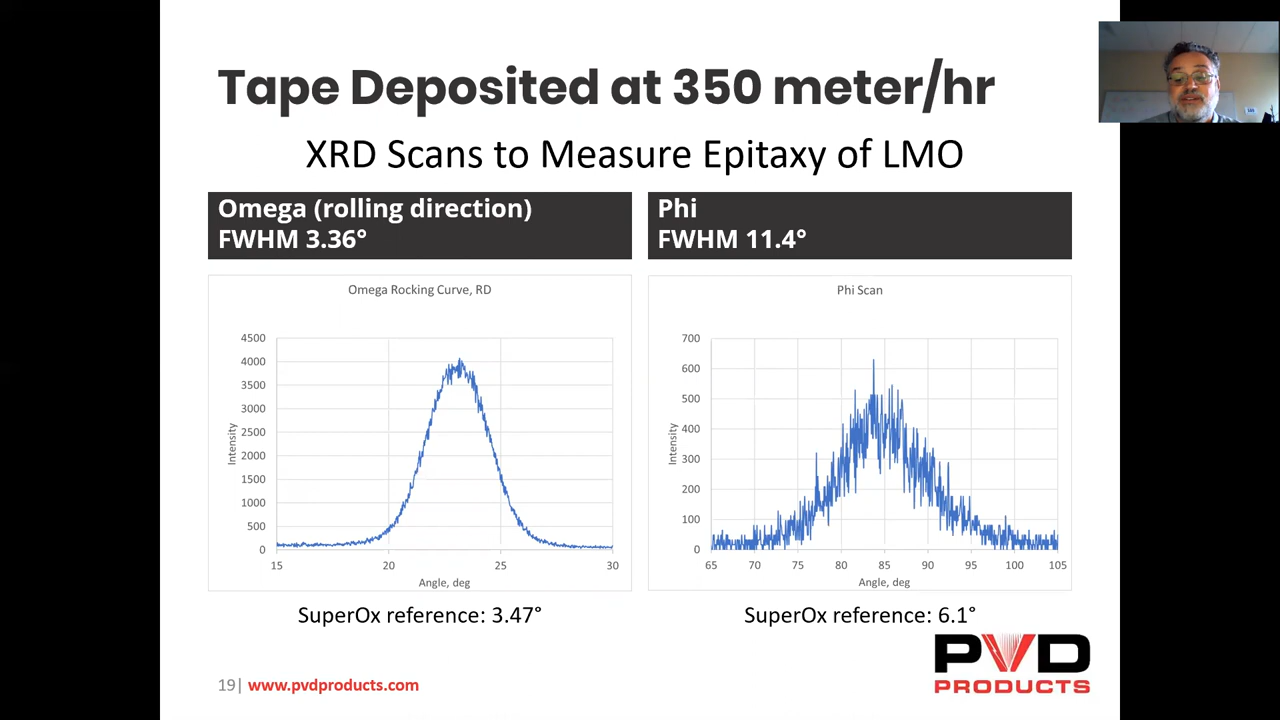 Tape Deposited at 350 meter/hr
XRD Scans to Measure Epitaxy of LMO
Omega (rolling direction)
FWHM 3.36°
Phi
FWHM 11.4°
Omega Rocking Curve, RD
4500
4000
3500
3000
2500
2000
1500
1000
500
0
Intensity
15 20 25 30
Angle, deg
Phi Scan
700
600
500
400
300
200
100
0
Intensity
65 70 75 80 85 90 95 100 105
Angle, deg
SuperOx reference: 3.47°
SuperOx reference: 6.1°
PVD
PRODUCTS
19| www.pvdproducts.com